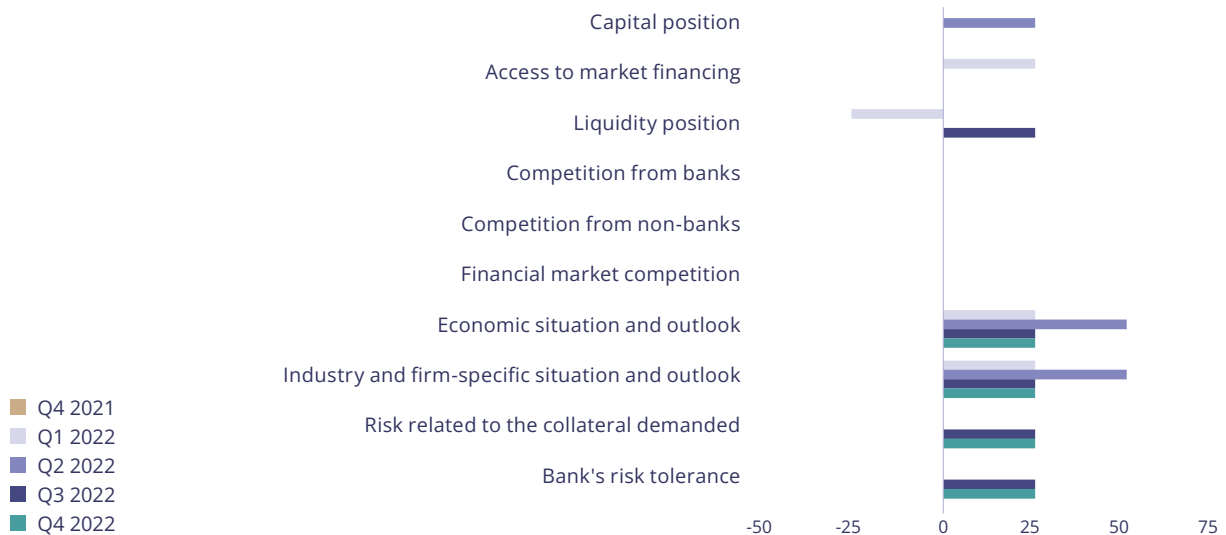 Capital position
Access to market financing
Liquidity position
Competition from banks
Competition from non-banks
Financial market competition
Economic situation and outlook
Industry and firm-specific situation and outlook
Risk related to the collateral demanded
Bank's risk tolerance
Q4 2021
Q1 2022
Q2 2022
Q3 2022
Q4 2022
-50 -25 0 25 50 75